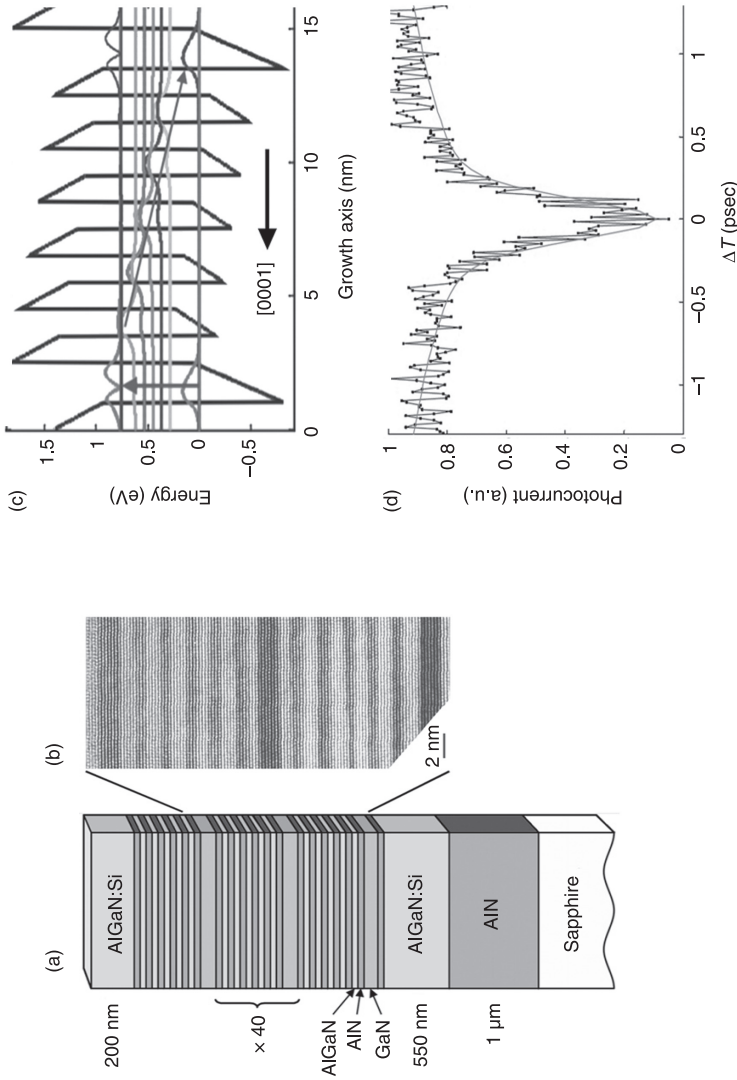 (a)
200 nm
AlGaN:Si
× 40
AlGaN
AlN
GaN
550 nm
AlGaN:Si
1 μm
AlN
Sapphire
(b)
2 nm
(c)
Energy (eV)
1.5
1
0.5
0
−0.5
[0001]
0
5
10
15
Growth axis (nm)
(d)
Photocurrent (a.u.)
1
0.8
0.6
0.4
0.2
0
−1
−0.5
0
0.5
1
ΔT (psec)